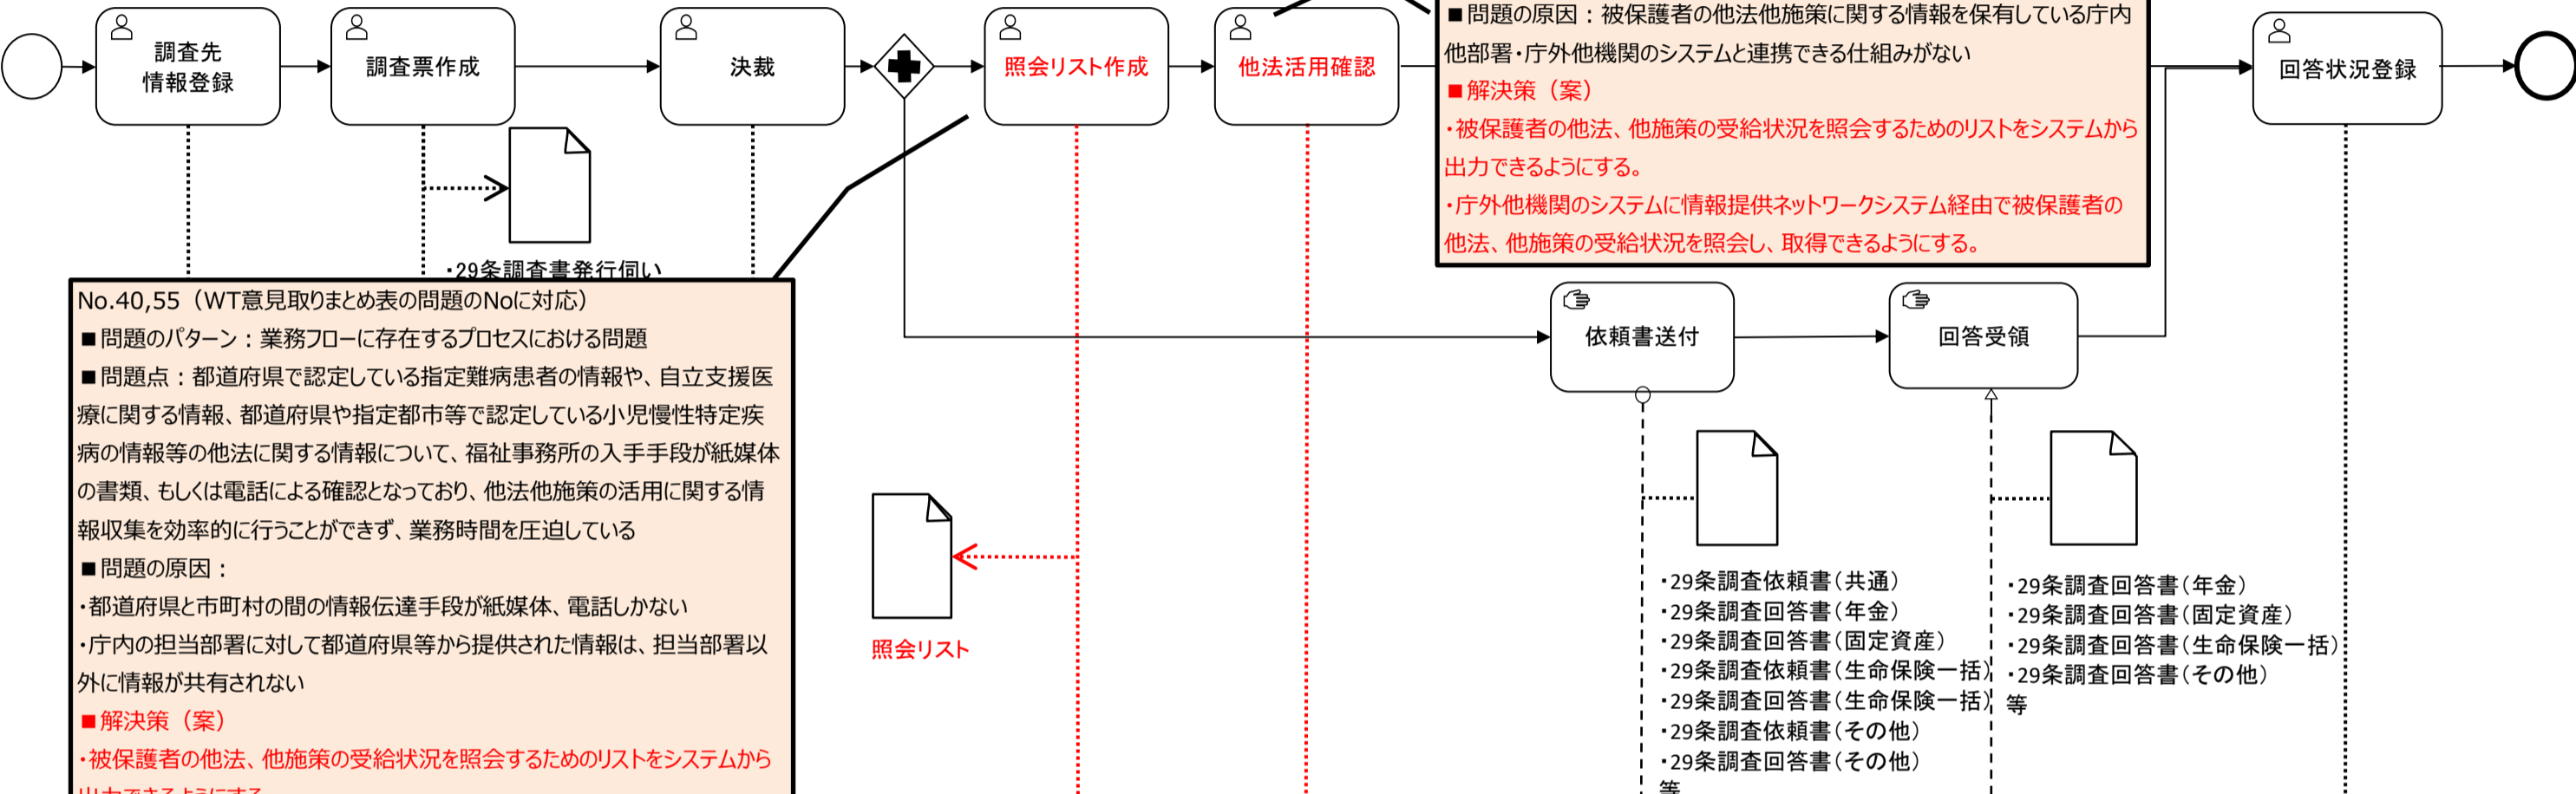 調査先
情報登録
調査票作成
決裁
照会リスト作成
他法活用確認
■問題の原因：被保護者の他法他施策に関する情報を保有している庁内
他部署・庁外他機関のシステムと連携できる仕組みがない
■解決策（案）
・被保護者の他法、他施策の受給状況を照会するためのリストをシステムから
出力できるようにする。
・庁外他機関のシステムに情報提供ネットワークシステム経由で被保護者の
他法、他施策の受給状況を照会し、取得できるようにする。
回答状況登録
・29条調査書発行伺い
No.40,55（WT意見取りまとめ表の問題のNoに対応）
■問題のパターン：業務フローに存在するプロセスにおける問題
■問題点：都道府県で認定している指定難病患者の情報や、自立支援医
療に関する情報、都道府県や指定都市等で認定している小児慢性特定疾
病の情報等の他法に関する情報について、福祉事務所の入手手段が紙媒体
の書類、もしくは電話による確認となっており、他法他施策の活用に関する情
報収集を効率的に行うことができず、業務時間を圧迫している
■問題の原因：
・都道府県と市町村の間の情報伝達手段が紙媒体、電話しかない
・庁内の担当部署に対して都道府県等から提供された情報は、担当部署以
外に情報が共有されない
■解決策（案）
・被保護者の他法、他施策の受給状況を照会するためのリストをシステムから
出力できるようにする
照会リスト
依頼書送付
回答受領
・29条調査依頼書（共通）
・29条調査回答書（年金）
・29条調査回答書（固定資産）
・29条調査依頼書（生命保険一括）
・29条調査回答書（生命保険一括）
・29条調査依頼書（その他）
・29条調査回答書（その他）
等
・29条調査回答書（年金）
・29条調査回答書（固定資産）
・29条調査回答書（生命保険一括）
・29条調査回答書（その他）
等